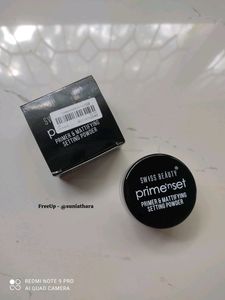 SWISS BEAUTY
PRIMER & MATTIFYING
SETTING POWDER
SWISS BEAUTY
prime'n set
PRIMER & MATTIFYING
SETTING POWDER
FreeUp - @suniathara
REDMI NOTE 9 PRO
AI QUAD CAMERA